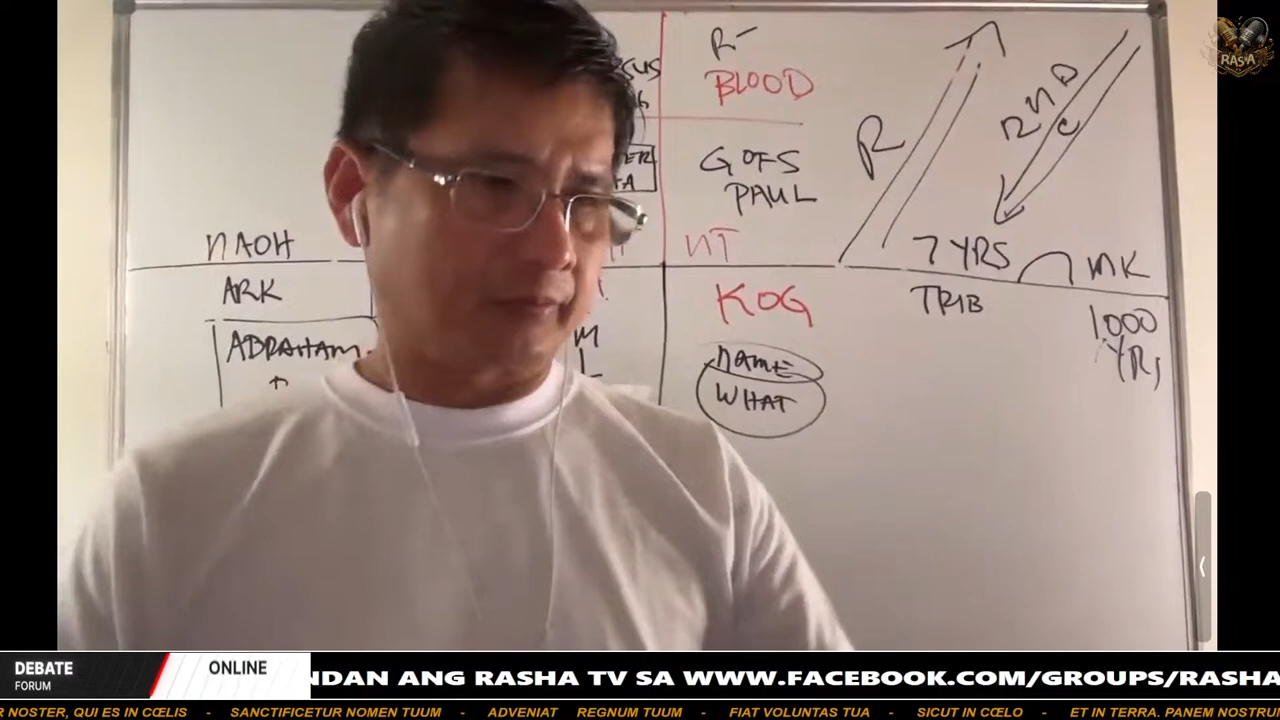 RASA
R
BLOOD
G OFS
PAUL
NT
KOG
NAME
WHAT
R
2ND
C
7 YRS
TRIB
MK
1000
YRS
NAOH
ARK
ABRAHAM
DEBATE
FORUM
ONLINE
NDAN ANG RASHA TV SA WWW.FACEBOOK.COM/GROUPS/RASHA
R NOSTER, QUI ES IN CŒLIS - SANCTIFICETUR NOMEN TUUM - ADVENIAT REGNUM TUUM - FIAT VOLUNTAS TUA - SICUT IN CŒLO - ET IN TERRA. PANEM NOSTRU